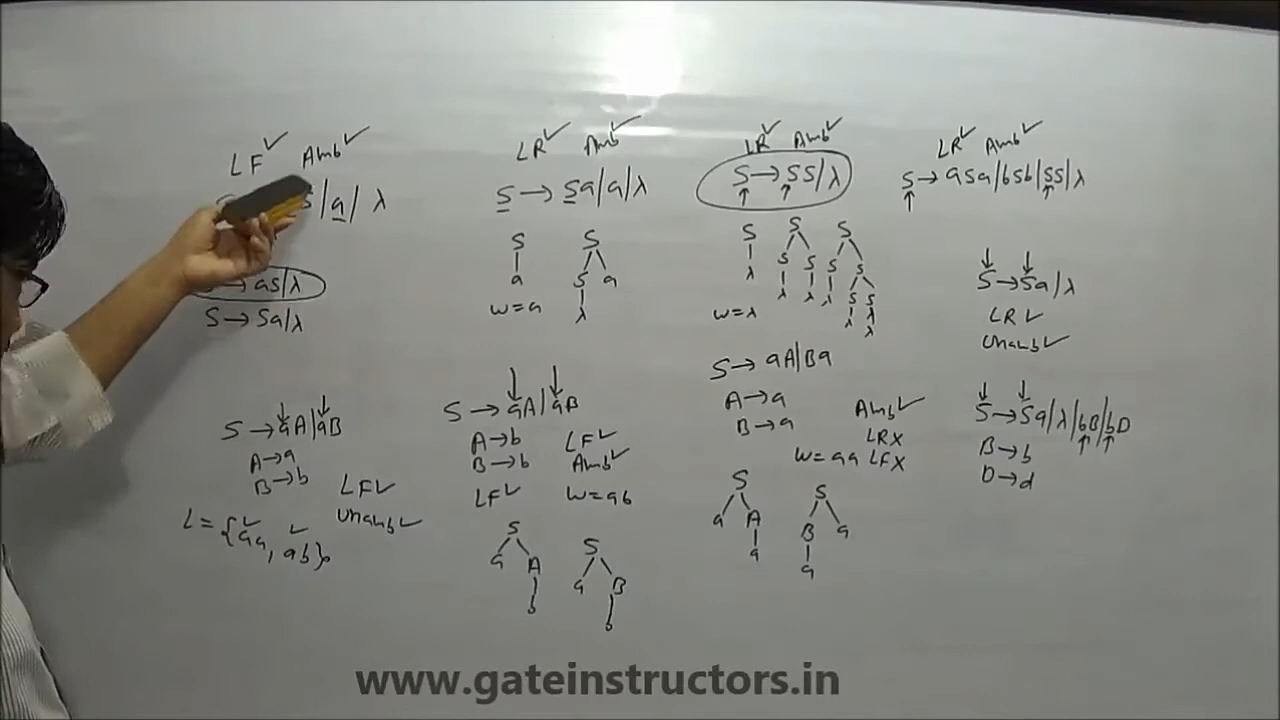 LF✓ Amb✓
S|a|λ
→ aS|λ
S → Sa|λ
S → aA|aB
A → a
B → b
LF✓
Unamb✓
L = {aa, ab}
LR✓ Amb✓
S → Sa|a|λ
S
a
w = a
S
S a
λ
S → aA|aB
A → b
B → b
LF✓
LF✓
Amb✓
w = ab
S
a A
b
S
a B
b
LR✓ Amb✓
S → SS|λ
S
λ
w = λ
S
S S
λ λ
S
S S
λ S S
λ λ
S → aA|Ba
A → a
B → a
Amb✓
LR✗
w = aa LF✗
S
a A
a
S
B a
a
LR✓ Amb✓
S → aSa|bSb|SS|λ
S → Sa|λ
LR✓
Unamb✓
S → Sa|λ|bB|bD
B → b
D → d
www.gateinstructors.in